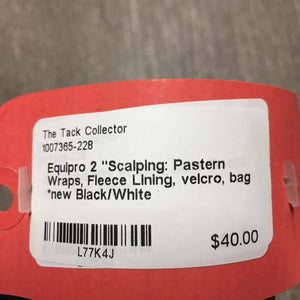 The Tack Collector
1007365-228
Equipro 2 "Scalping: Pastern
Wraps, Fleece Lining, velcro, bag
*new Black/White
L77K4J
$40.00